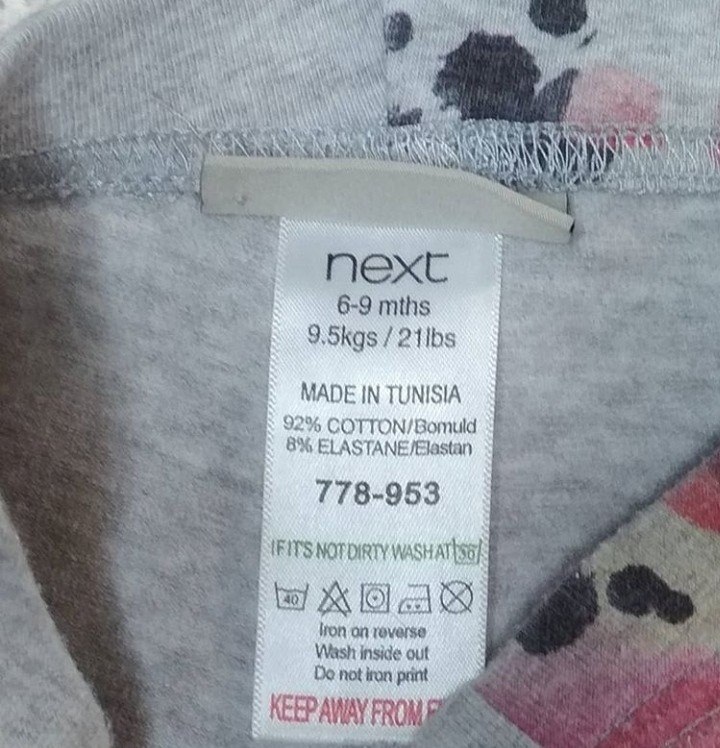 next
6-9 mths
9.5kgs / 21lbs
MADE IN TUNISIA
92% COTTON/Bomuld
8% ELASTANE/Elastan
778-953
IF IT'S NOT DIRTY WASH AT 30
40
Iron on reverse
Wash inside out
Do not iron print
KEEP AWAY FROM